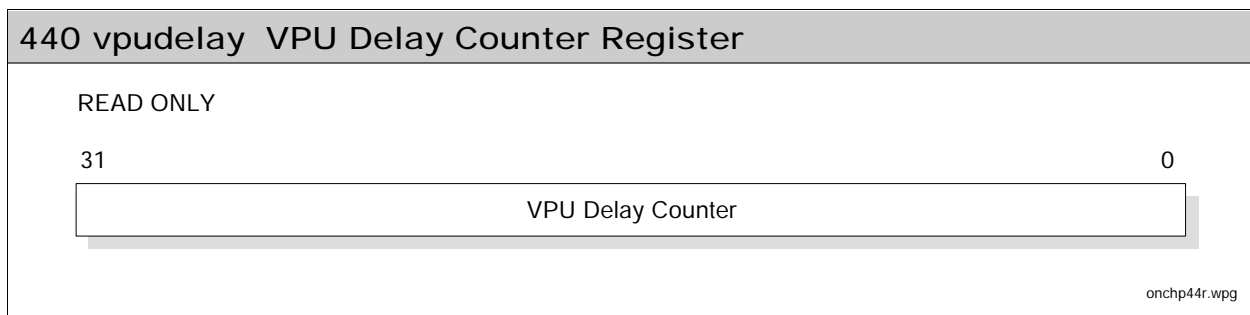 440 vpudelay VPU Delay Counter Register
READ ONLY
31 0
VPU Delay Counter
onchp44r.wpg